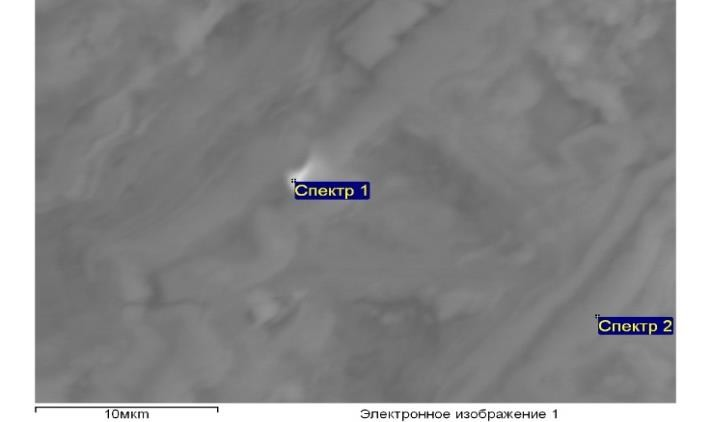 Спектр 1
Спектр 2
10мкm
Электронное изображение 1